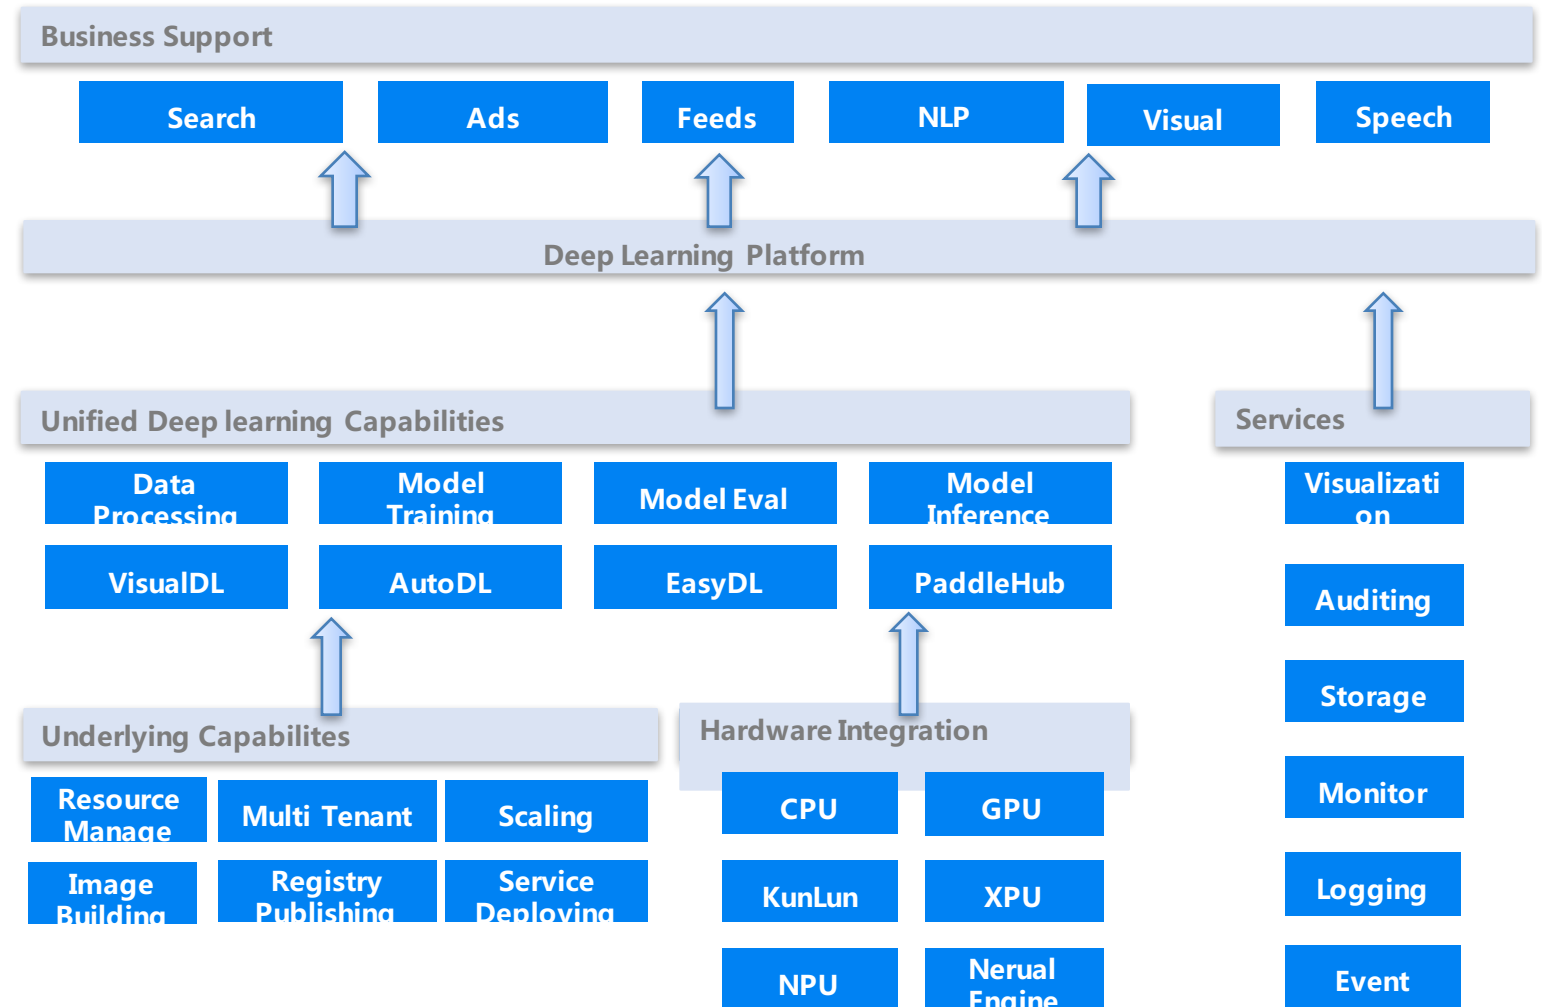 Business Support
Search
Ads
Feeds
NLP
Visual
Speech
Deep Learning Platform
Unified Deep learning Capabilities
Services
Data
Processing
Model
Training
Model Eval
Model
Inference
VisualDL
AutoDL
EasyDL
PaddleHub
Visualizati
on
Auditing
Storage
Monitor
Logging
Event
Underlying Capabilites
Resource
Manage
Multi Tenant
Scaling
Image
Building
Registry
Publishing
Service
Deploying
Hardware Integration
CPU
GPU
KunLun
XPU
NPU
Nerual
Engine